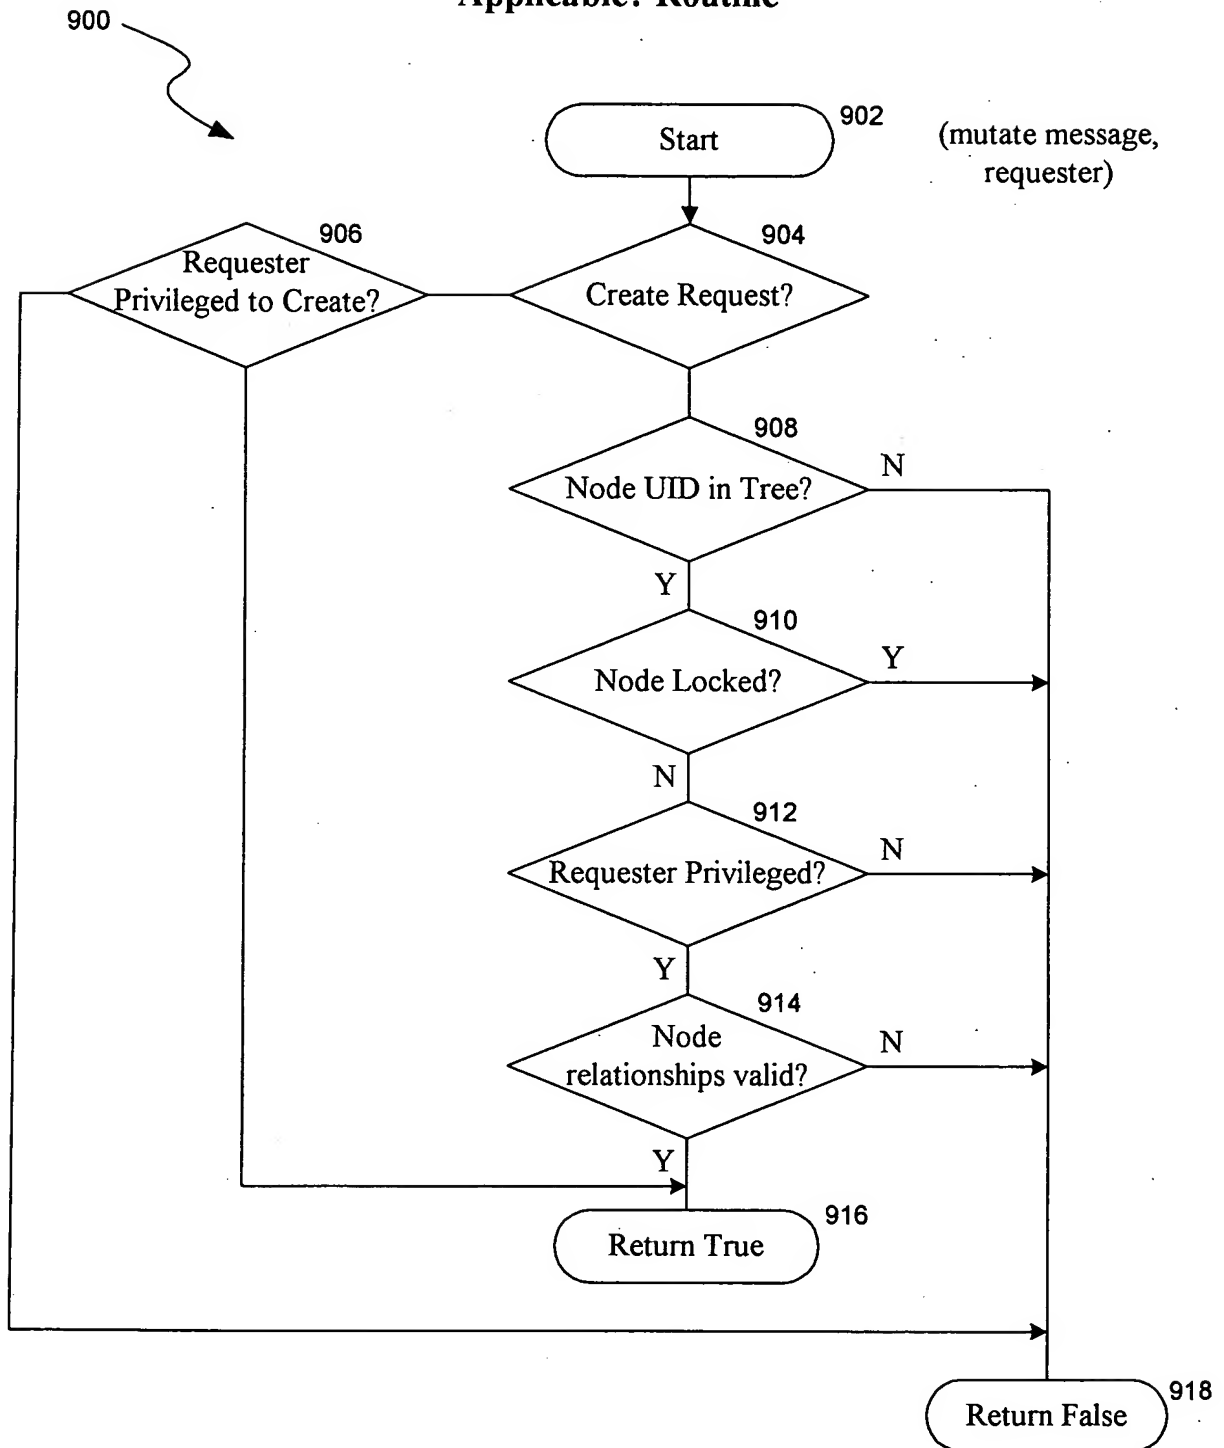 Applicable? Routine
900
Start
902
(mutate message,
requester)
906
Requester
Privileged to Create?
904
Create Request?
908
Node UID in Tree?
N
Y
910
Node Locked?
Y
N
912
Requester Privileged?
N
Y
914
Node
relationships valid?
N
Y
916
Return True
918
Return False